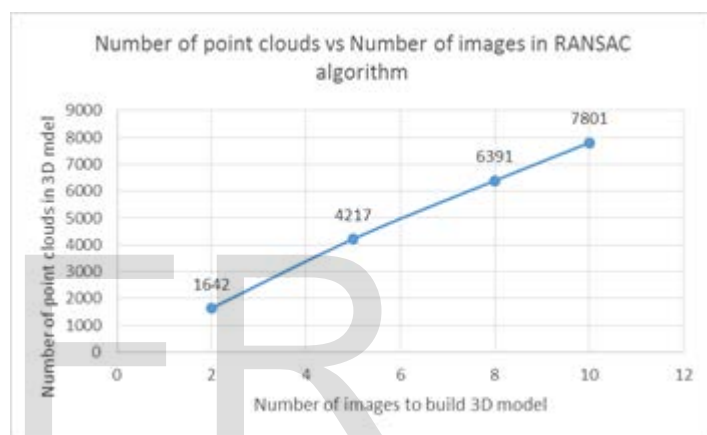 Number of point clouds vs Number of images in RANSAC
algorithm
Number of point clouds in 3D mdel
9000
8000
7000
6000
5000
4000
3000
2000
1000
0
1642
4217
6391
7801
0 2 4 6 8 10 12
Number of images to build 3D model
FR